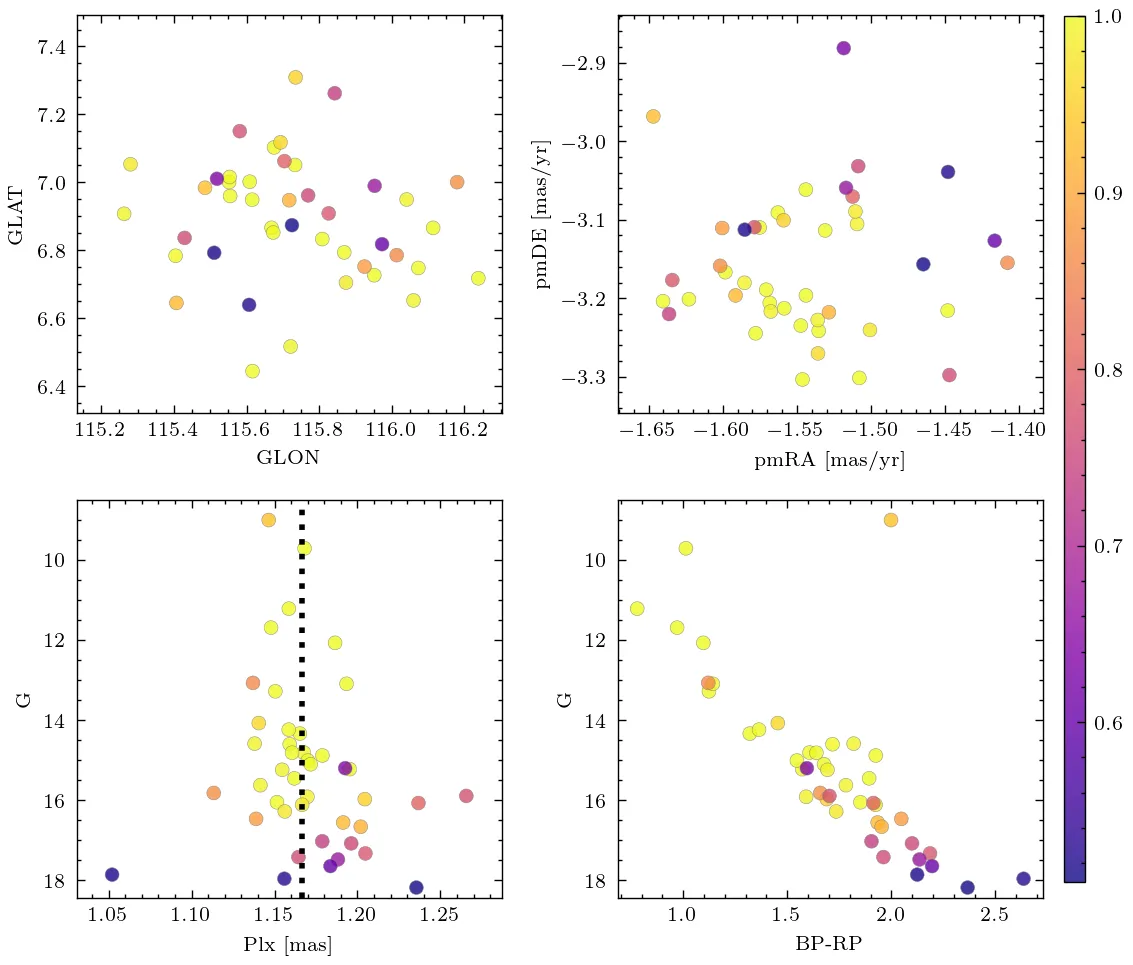 7.4
7.2
7.0
6.8
6.6
6.4
GLAT
115.2 115.4 115.6 115.8 116.0 116.2
GLON
−2.9
−3.0
−3.1
−3.2
−3.3
pmDE [mas/yr]
−1.65 −1.60 −1.55 −1.50 −1.45 −1.40
pmRA [mas/yr]
1.0
0.9
0.8
0.7
0.6
10
12
14
16
18
G
1.05 1.10 1.15 1.20 1.25
Plx [mas]
10
12
14
16
18
G
1.0 1.5 2.0 2.5
BP-RP